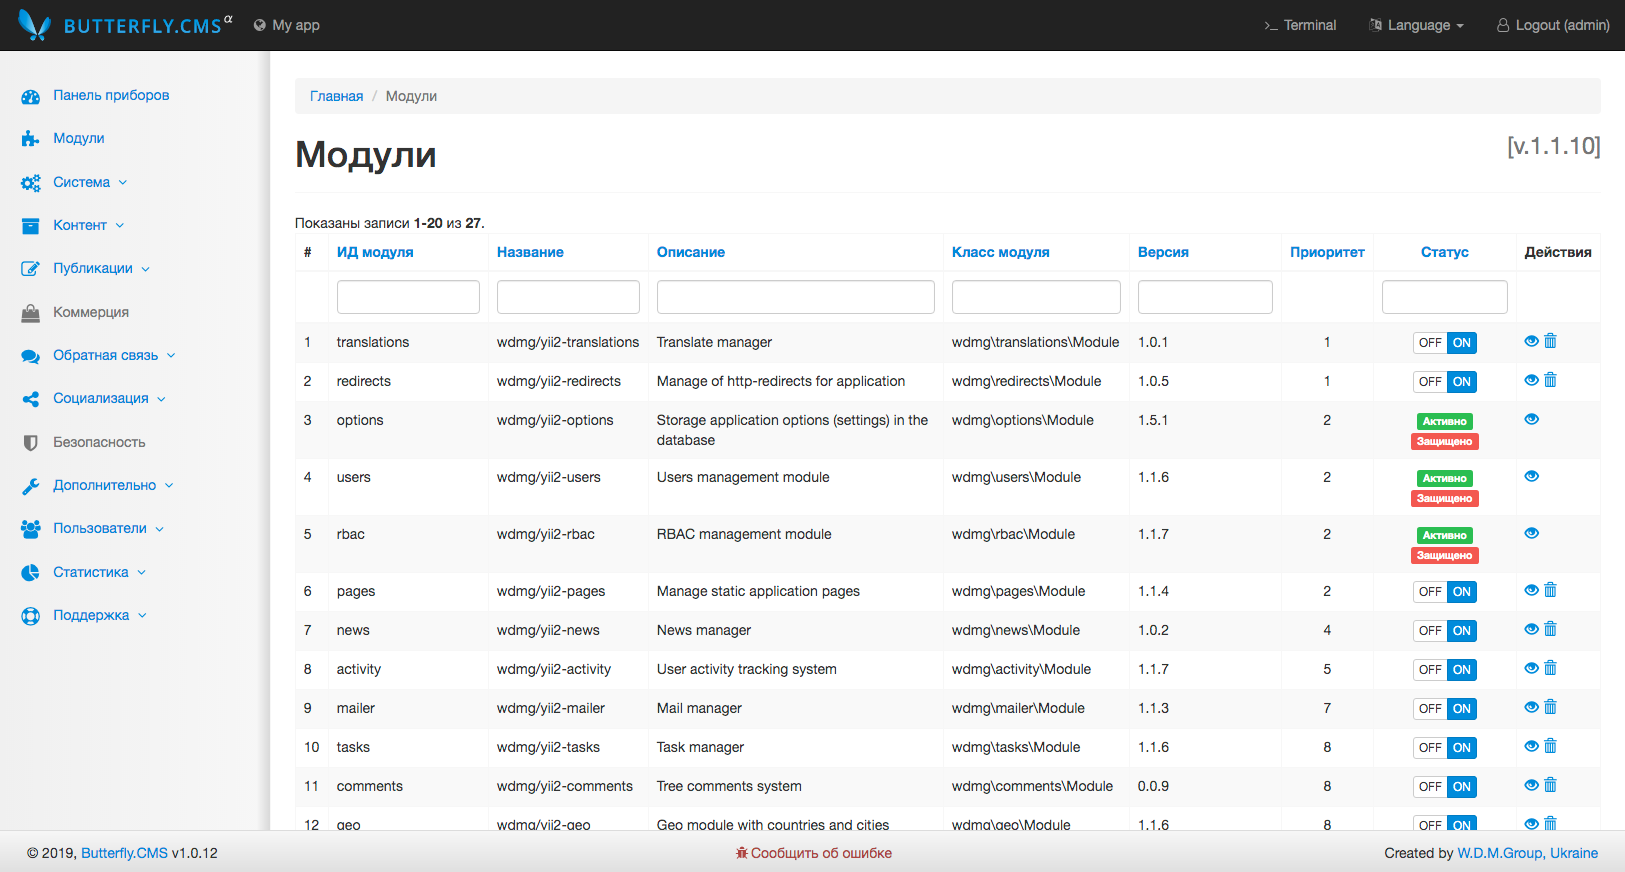 BUTTERFLY.CMS α My app Terminal Language Logout (admin)
Панель приборов
Модули
Система
Контент
Публикации
Коммерция
Обратная связь
Социализация
Безопасность
Дополнительно
Пользователи
Статистика
Поддержка
Главная / Модули
Модули [v.1.1.10]
Показаны записи 1-20 из 27.
# ИД модуля Название Описание Класс модуля Версия Приоритет Статус Действия
1 translations wdmg/yii2-translations Translate manager wdmg\translations\Module 1.0.1 1 OFF ON
2 redirects wdmg/yii2-redirects Manage of http-redirects for application wdmg\redirects\Module 1.0.5 1 OFF ON
3 options wdmg/yii2-options Storage application options (settings) in the wdmg\options\Module 1.5.1 2 Активно
database Защищено
4 users wdmg/yii2-users Users management module wdmg\users\Module 1.1.6 2 Активно
Защищено
5 rbac wdmg/yii2-rbac RBAC management module wdmg\rbac\Module 1.1.7 2 Активно
Защищено
6 pages wdmg/yii2-pages Manage static application pages wdmg\pages\Module 1.1.4 2 OFF ON
7 news wdmg/yii2-news News manager wdmg\news\Module 1.0.2 4 OFF ON
8 activity wdmg/yii2-activity User activity tracking system wdmg\activity\Module 1.1.7 5 OFF ON
9 mailer wdmg/yii2-mailer Mail manager wdmg\mailer\Module 1.1.3 7 OFF ON
10 tasks wdmg/yii2-tasks Task manager wdmg\tasks\Module 1.1.6 8 OFF ON
11 comments wdmg/yii2-comments Tree comments system wdmg\comments\Module 0.0.9 8 OFF ON
12 geo wdmg/yii2-geo Geo module with countries and cities wdmg\geo\Module 1.1.6 8 OFF ON
© 2019, Butterfly.CMS v1.0.12 Сообщить об ошибке Created by W.D.M.Group, Ukraine